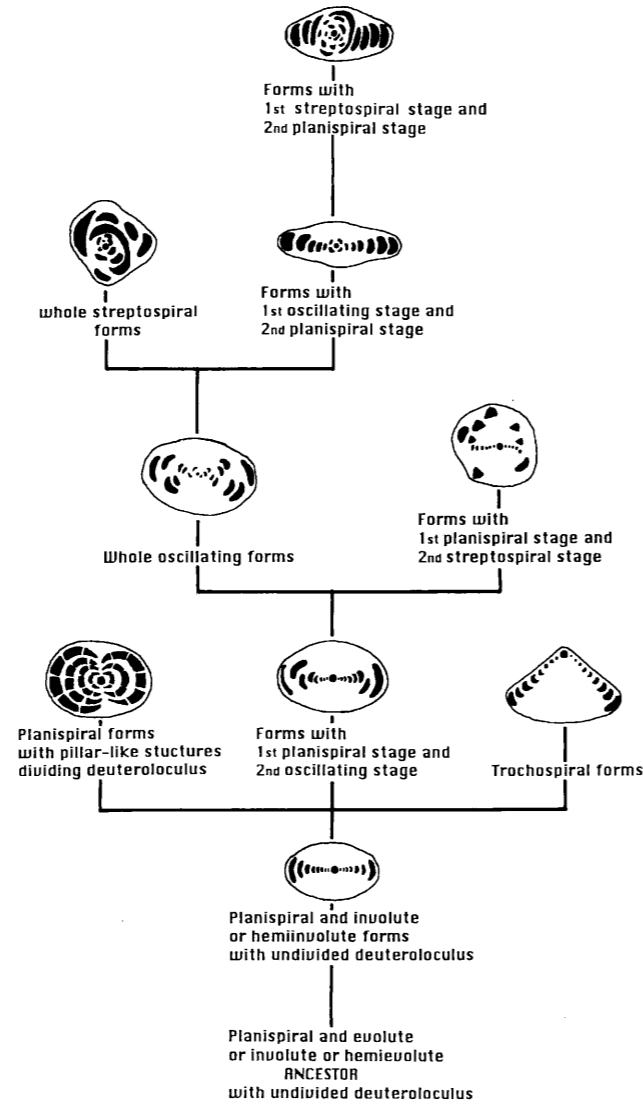 Forms with
1st streptospiral stage and
2nd planispiral stage
whole streptospiral
forms
Forms with
1st oscillating stage and
2nd planispiral stage
Whole oscillating forms
Forms with
1st planispiral stage and
2nd streptospiral stage
Planispiral forms
with pillar-like stuctures
dividing deuteroloculus
Forms with
1st planispiral stage and
2nd oscillating stage
Trochospiral forms
Planispiral and involute
or hemiinvolute forms
with undivided deuteroloculus
Planispiral and evolute
or involute or hemievolute
ANCESTOR
with undivided deuteroloculus